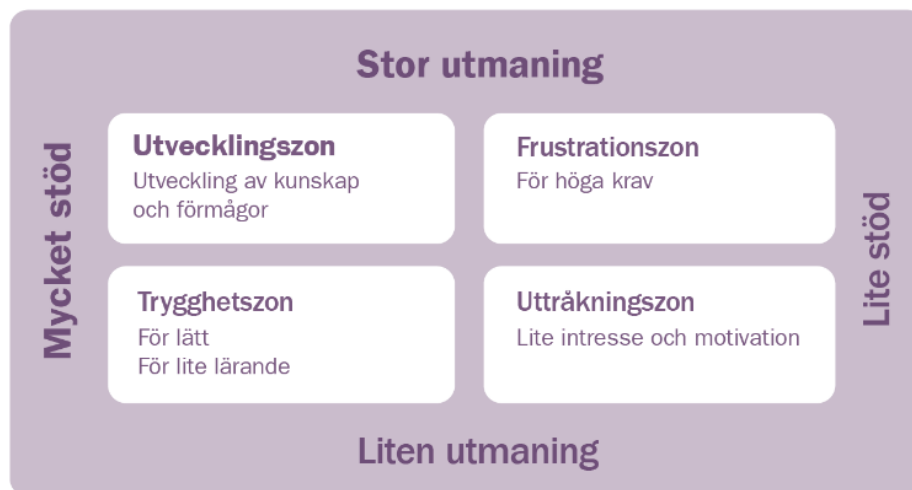 Stor utmaning
Mycket stöd
Utvecklingszon
Utveckling av kunskap
och förmågor
Frustrationszon
För höga krav
Lite stöd
Trygghetszon
För lätt
För lite lärande
Uttråkningszon
Lite intresse och motivation
Liten utmaning